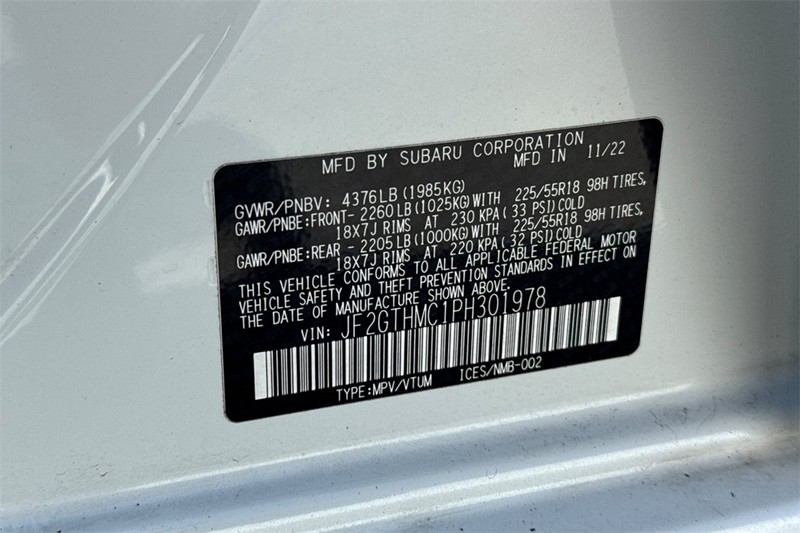 MFD BY SUBARU CORPORATION
MFD IN 11/22
GVWR/PNBV: 4376LB (1985KG)
GAWR/PNBE:FRONT- 2260LB (1025KG) WITH 225/55R18 98H TIRES,
18X7J RIMS AT 230 KPA ( 33 PSI) COLD
GAWR/PNBE:REAR - 2205LB (1000KG) WITH 225/55R18 98H TIRES,
18X7J RIMS AT 220 KPA ( 32 PSI) COLD
THIS VEHICLE CONFORMS TO ALL APPLICABLE FEDERAL MOTOR
VEHICLE SAFETY AND THEFT PREVENTION STANDARDS IN EFFECT ON
THE DATE OF MANUFACTURE SHOWN ABOVE.
VIN: JF2GTHMC1PH301978
TYPE:MPV/VTUM ICES/NMB-002